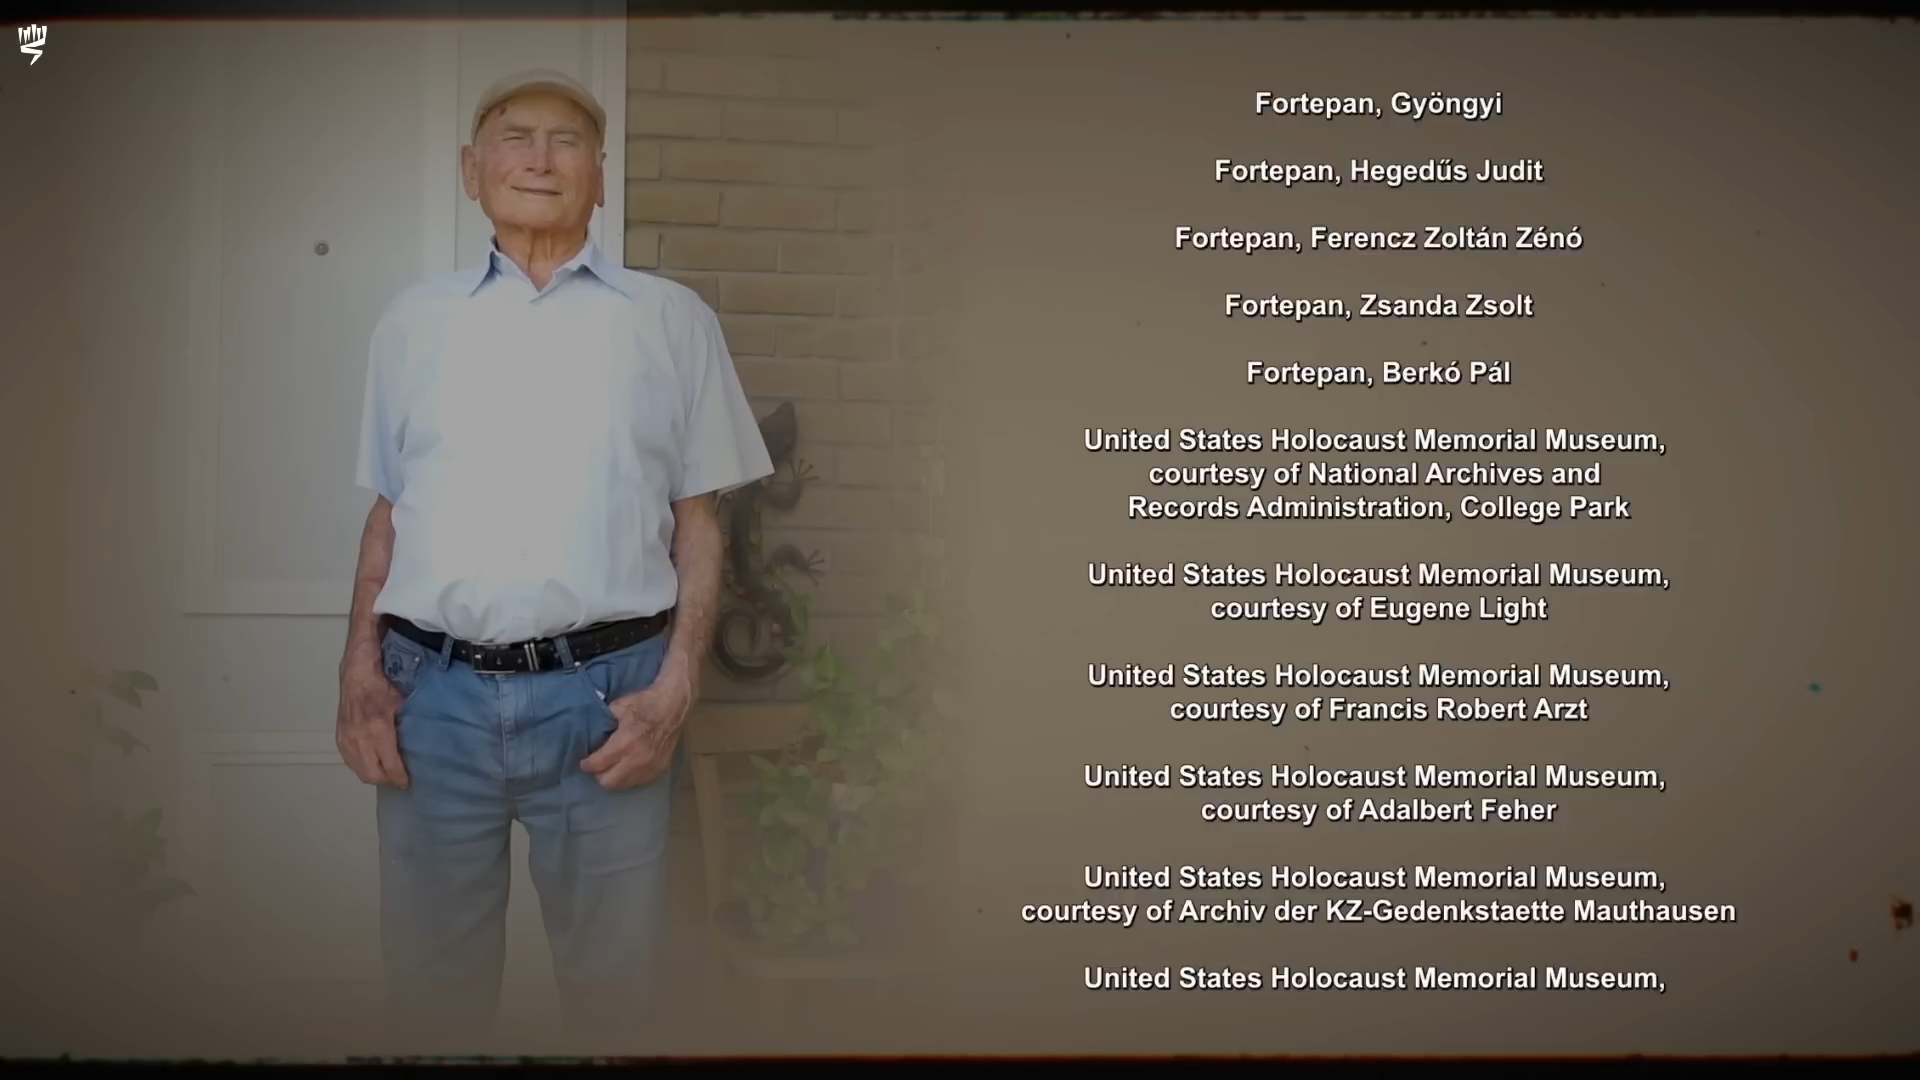 Fortepan, Gyöngyi
Fortepan, Hegedűs Judit
Fortepan, Ferencz Zoltán Zénó
Fortepan, Zsanda Zsolt
Fortepan, Berkó Pál
United States Holocaust Memorial Museum,
courtesy of National Archives and
Records Administration, College Park
United States Holocaust Memorial Museum,
courtesy of Eugene Light
United States Holocaust Memorial Museum,
courtesy of Francis Robert Arzt
United States Holocaust Memorial Museum,
courtesy of Adalbert Feher
United States Holocaust Memorial Museum,
courtesy of Archiv der KZ-Gedenkstaette Mauthausen
United States Holocaust Memorial Museum,